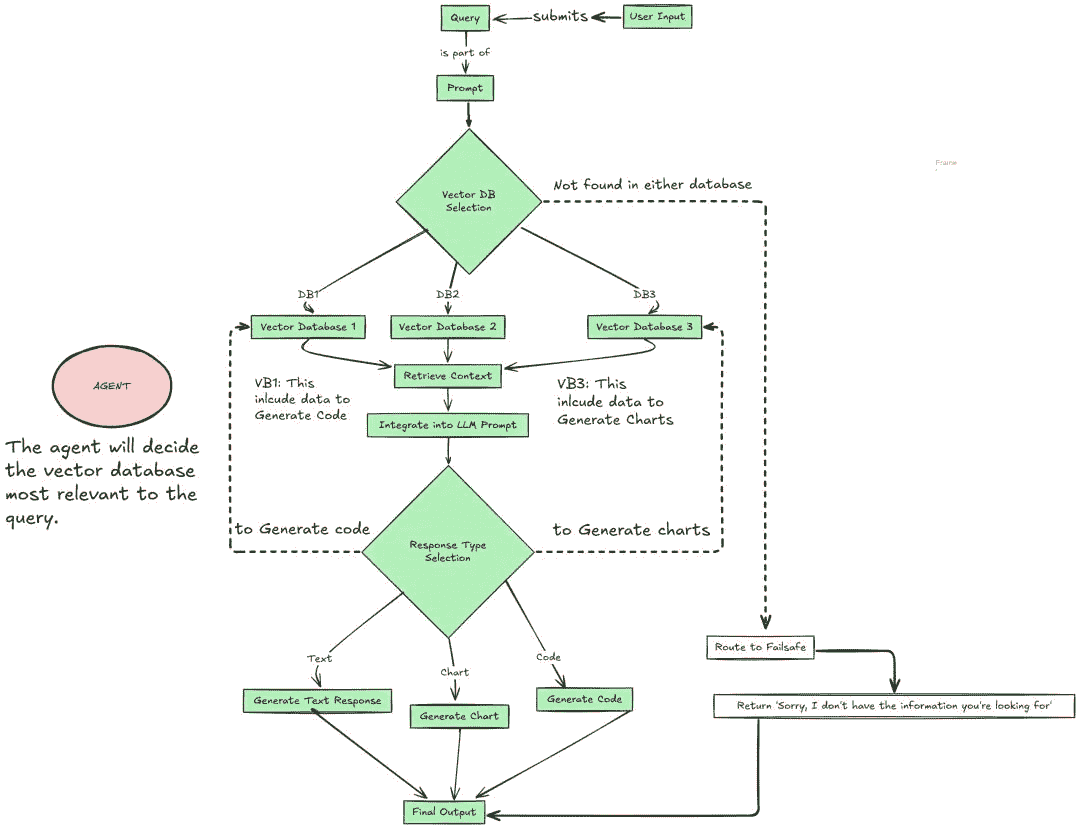 Query
submits
User Input
is part of
Prompt
Frame
Vector DB
Selection
Not found in either database
DB1
DB2
DB3
Vector Database 1
Vector Database 2
Vector Database 3
Retrieve Context
AGENT
The agent will decide
the vector database
most relevant to the
query.
VB1: This
inlcude data to
Generate Code
VB3: This
inlcude data to
Generate Charts
Integrate into LLM Prompt
to Generate code
to Generate charts
Response Type
Selection
Text
Chart
Code
Route to Failsafe
Generate Text Response
Generate Chart
Generate Code
Return 'Sorry, I don't have the information you're looking for'
Final Output